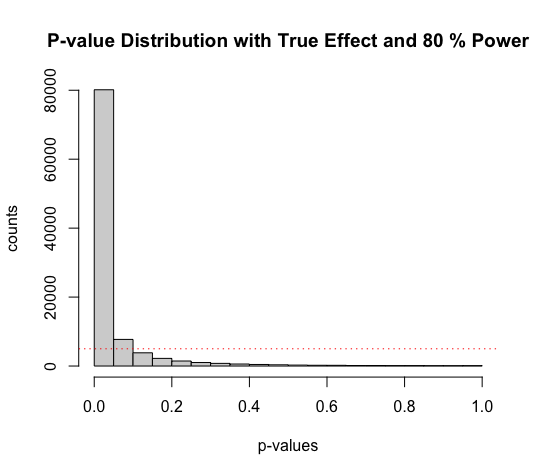 P-value Distribution with True Effect and 80 % Power
counts
80000
60000
40000
20000
0
0.0 0.2 0.4 0.6 0.8 1.0
p-values